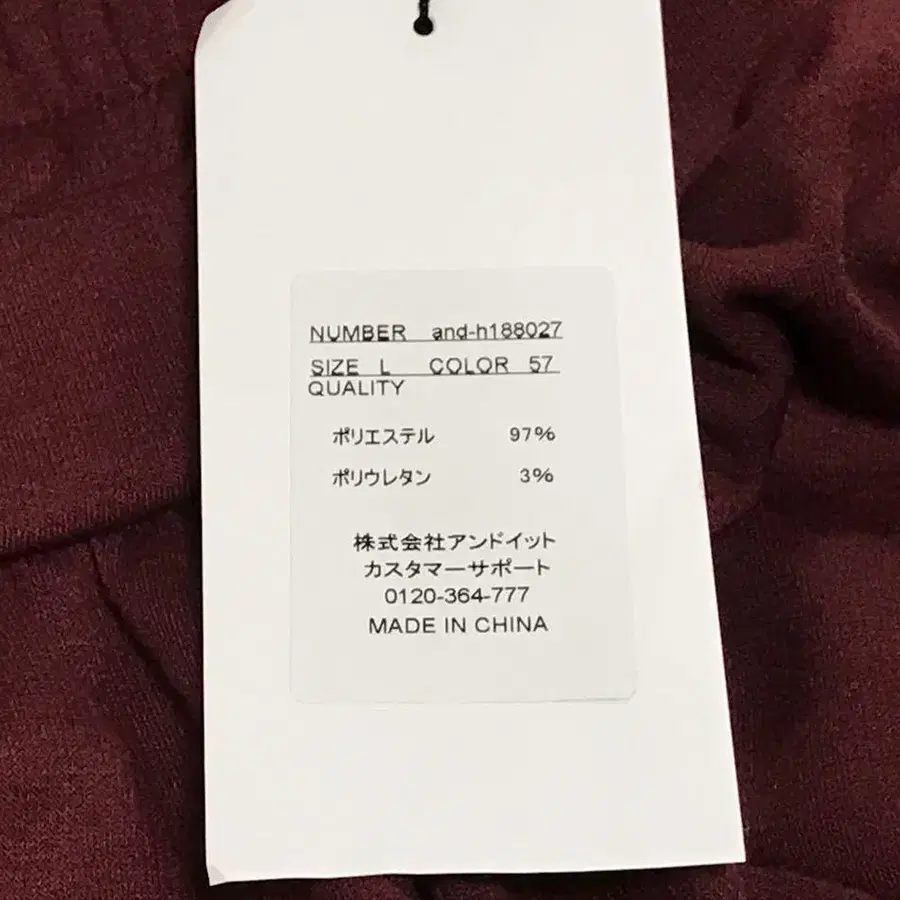 NUMBER and-h188027
SIZE L COLOR 57
QUALITY
ポリエステル 97%
ポリウレタン 3%
株式会社アンドイット
カスタマーサポート
0120-364-777
MADE IN CHINA